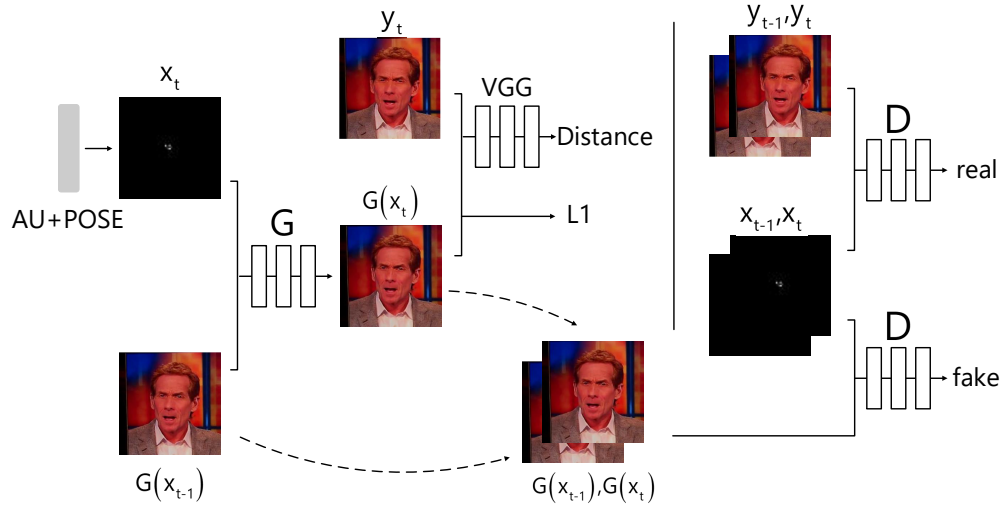 y_t
y_{t-1},y_t
x_t
VGG
D
Distance
real
AU+POSE
G(x_t)
L1
G
x_{t-1},x_t
D
fake
G(x_{t-1})
G(x_{t-1}),G(x_t)